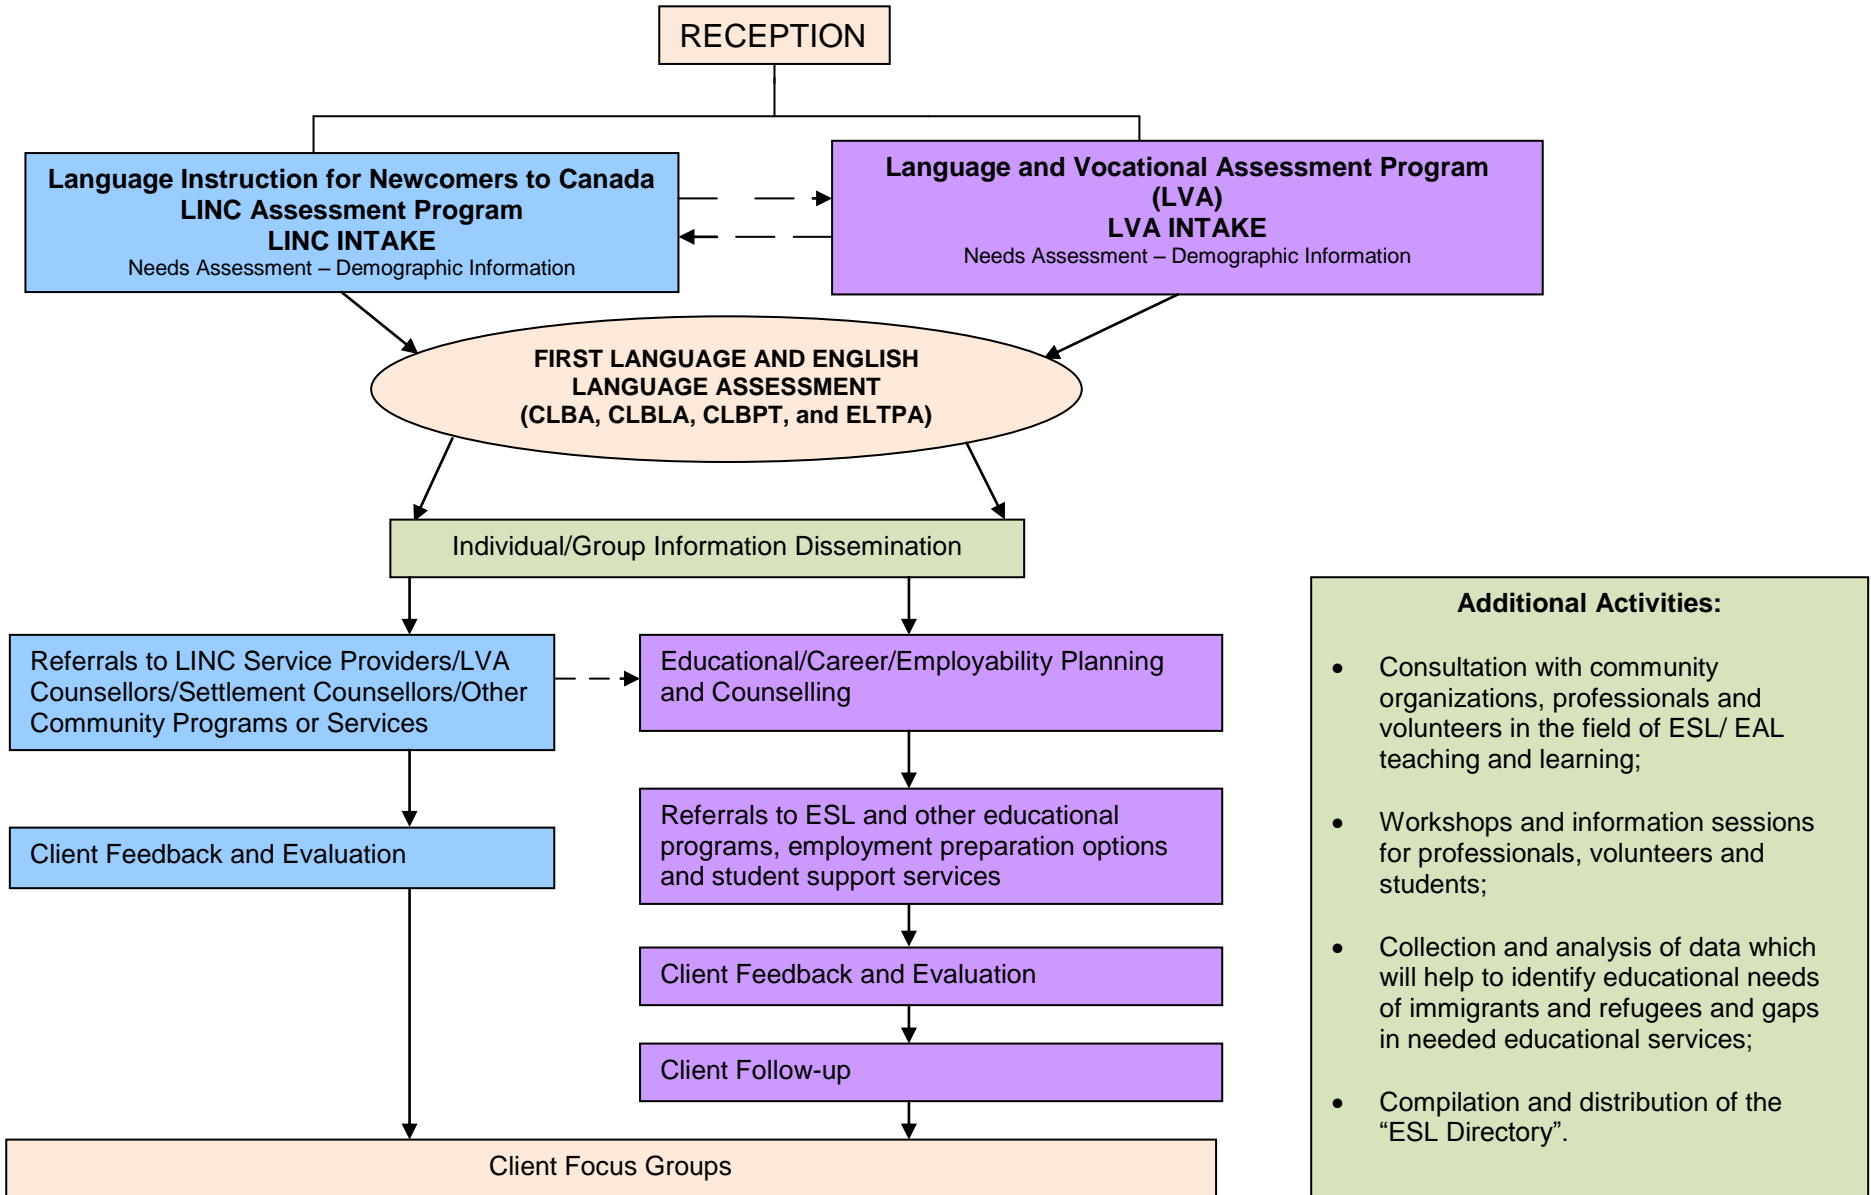 RECEPTION
Language Instruction for Newcomers to Canada
LINC Assessment Program
LINC INTAKE
Needs Assessment – Demographic Information
Language and Vocational Assessment Program
(LVA)
LVA INTAKE
Needs Assessment – Demographic Information
FIRST LANGUAGE AND ENGLISH
LANGUAGE ASSESSMENT
(CLBA, CLBLA, CLBPT, and ELTPA)
Individual/Group Information Dissemination
Referrals to LINC Service Providers/LVA
Counsellors/Settlement Counsellors/Other
Community Programs or Services
Client Feedback and Evaluation
Educational/Career/Employability Planning
and Counselling
Referrals to ESL and other educational
programs, employment preparation options
and student support services
Client Feedback and Evaluation
Client Follow-up
Client Focus Groups
Additional Activities:
• Consultation with community
organizations, professionals and
volunteers in the field of ESL/ EAL
teaching and learning;
• Workshops and information sessions
for professionals, volunteers and
students;
• Collection and analysis of data which
will help to identify educational needs
of immigrants and refugees and gaps
in needed educational services;
• Compilation and distribution of the
“ESL Directory”.